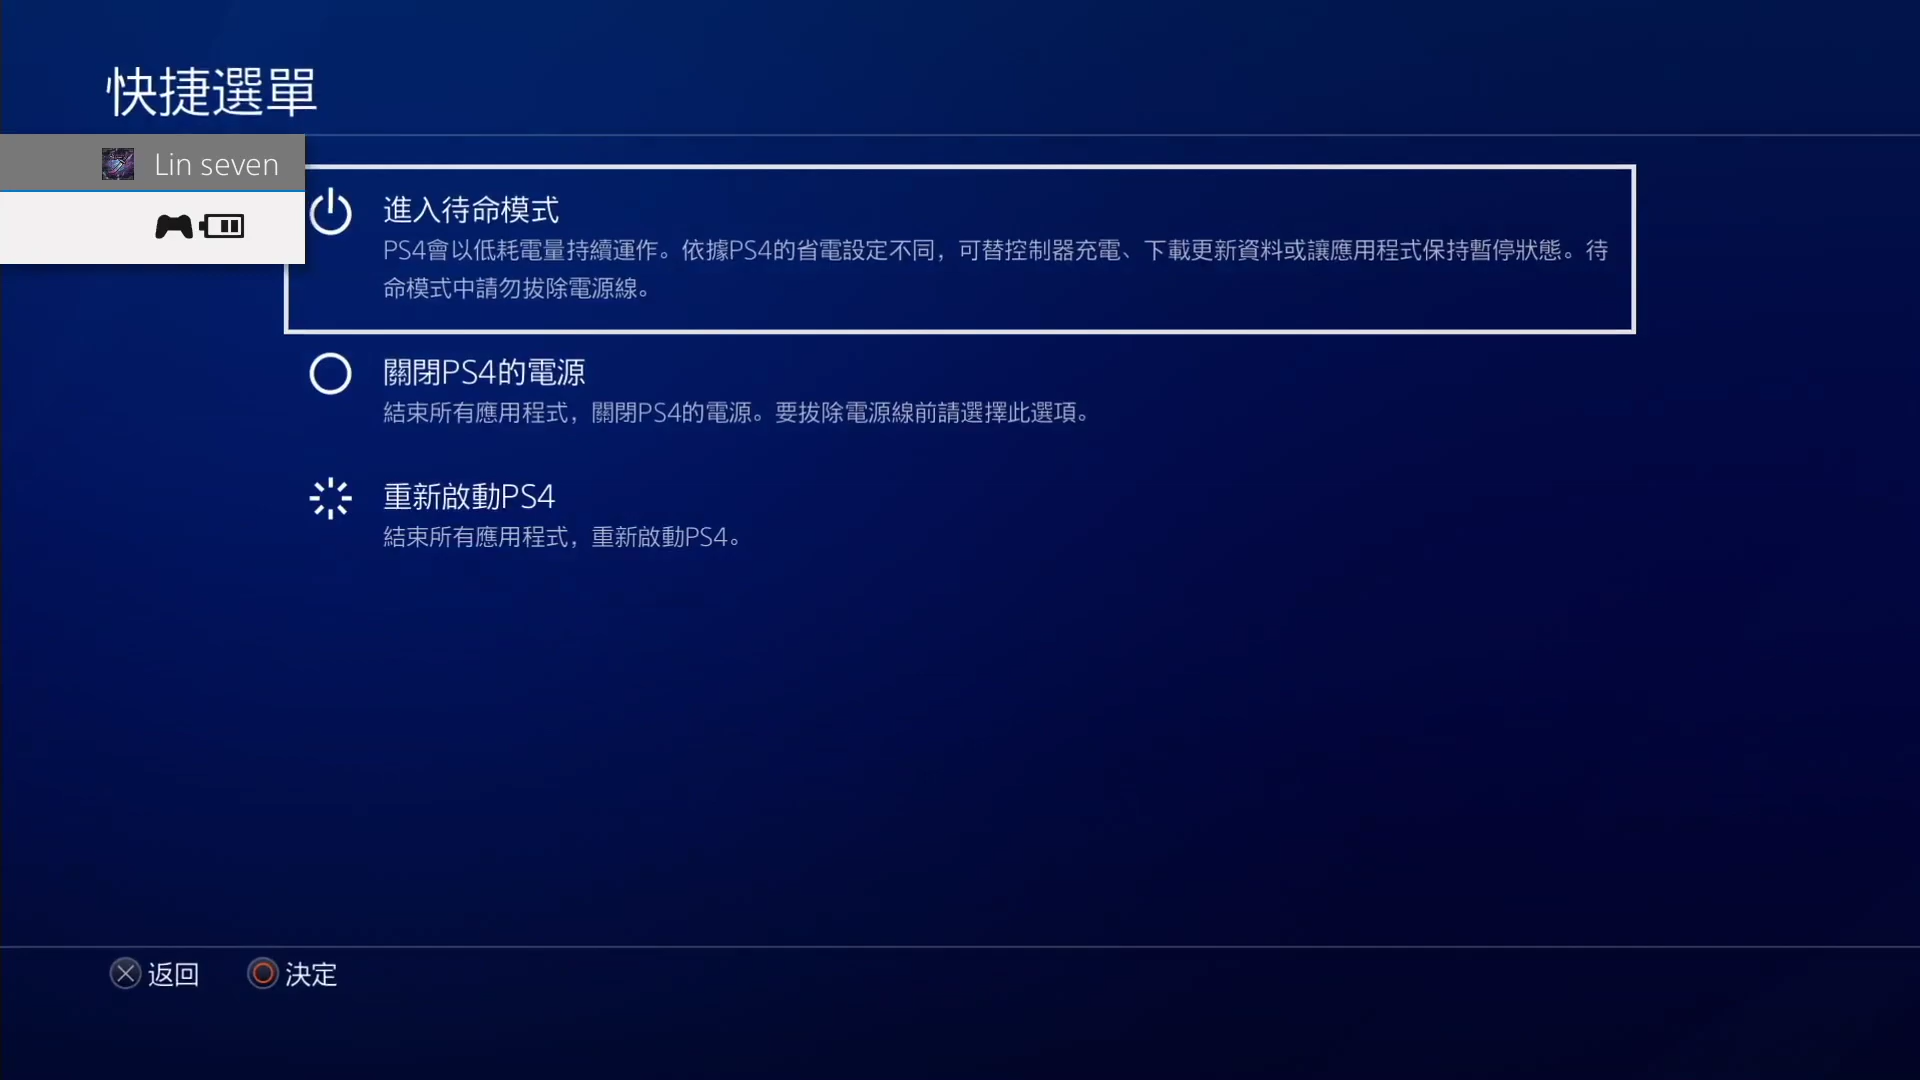 快捷選單
Lin seven
進入待命模式
PS4會以低耗電量持續運作。依據PS4的省電設定不同，可替控制器充電、下載更新資料或讓應用程式保持暫停狀態。待
命模式中請勿拔除電源線。
關閉PS4的電源
結束所有應用程式，關閉PS4的電源。要拔除電源線前請選擇此選項。
重新啟動PS4
結束所有應用程式，重新啟動PS4。
返回 決定